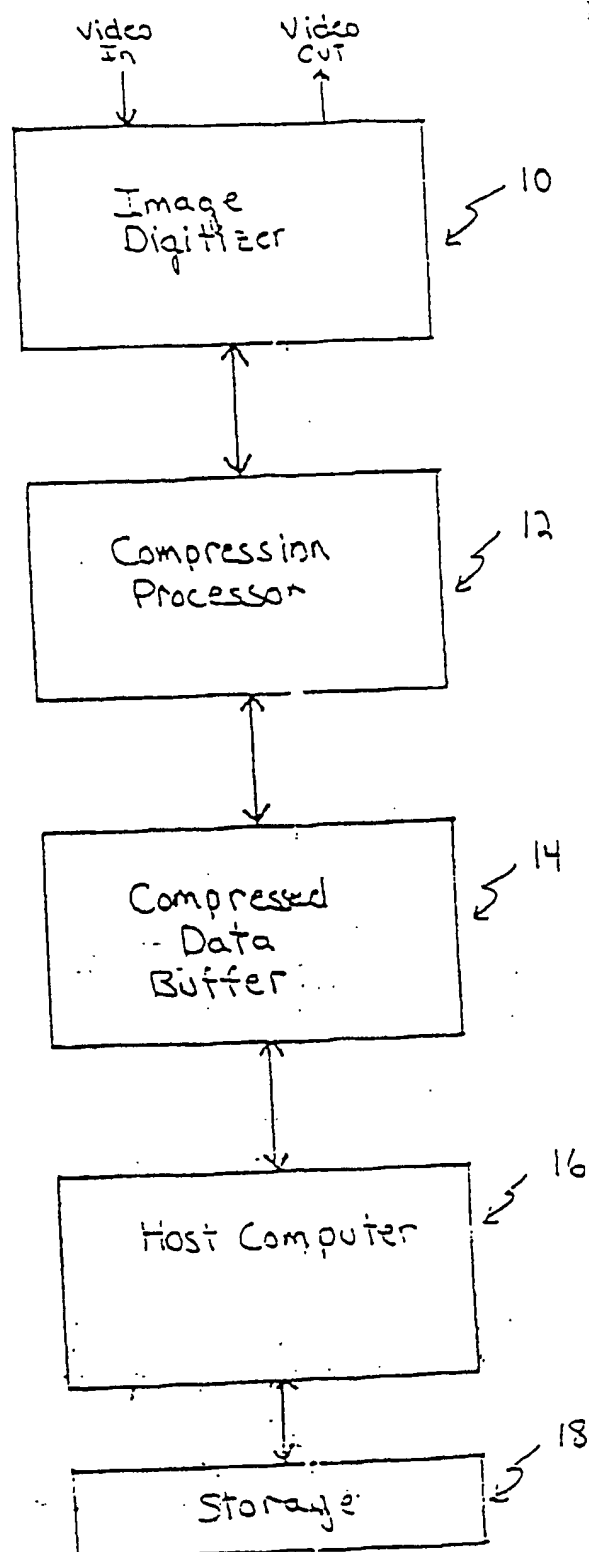 Video
In
Video
Out
Image
Digitizer
10
Compression
Processor
12
Compressed
Data
Buffer
14
Host Computer
16
Storage
18